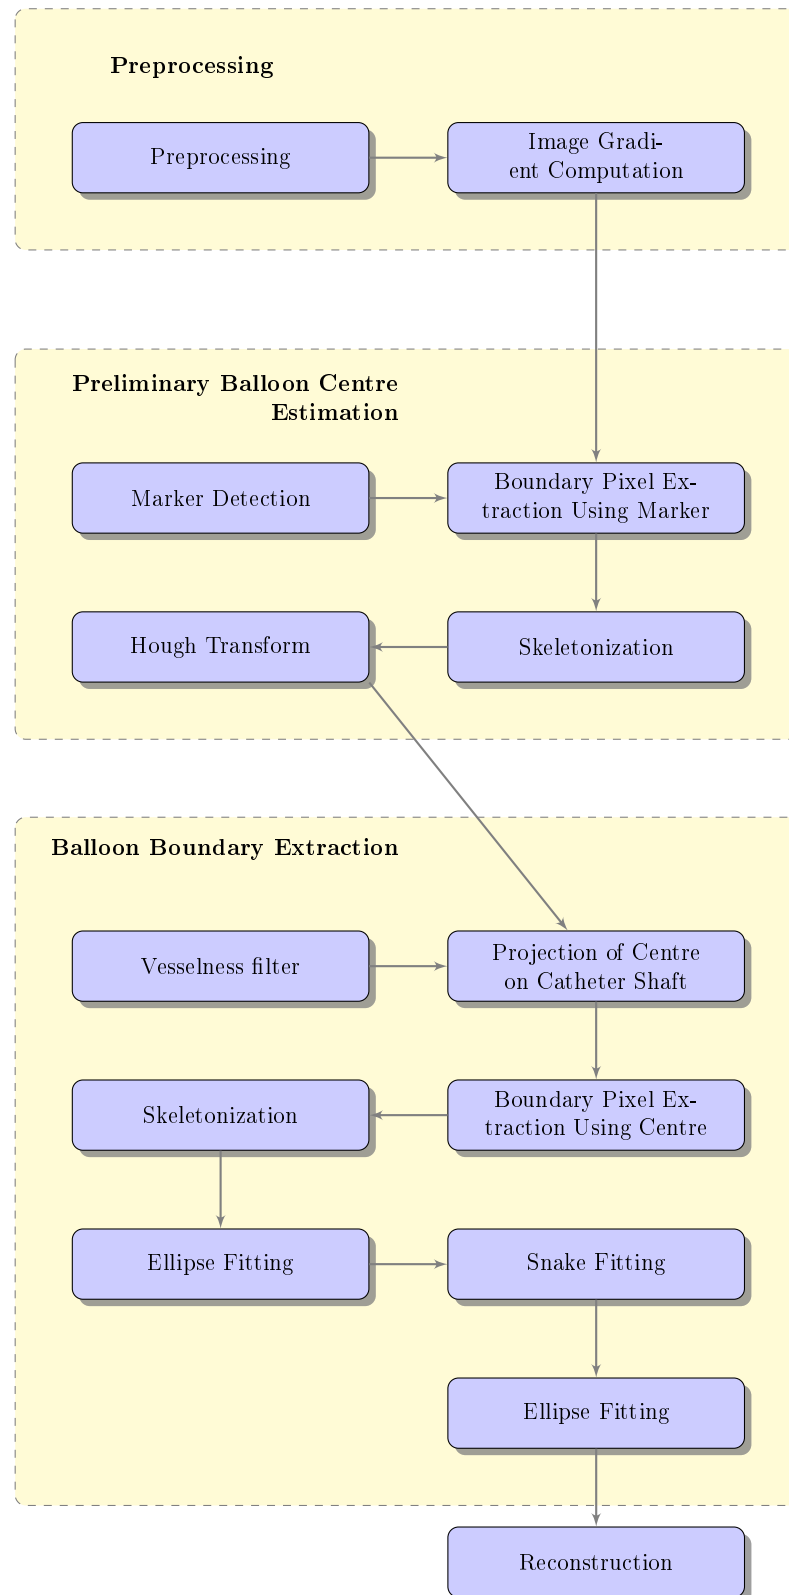 Preprocessing
Preprocessing
Image Gradi-
ent Computation
Preliminary Balloon Centre
Estimation
Marker Detection
Boundary Pixel Ex-
traction Using Marker
Hough Transform
Skeletonization
Balloon Boundary Extraction
Vesselness filter
Projection of Centre
on Catheter Shaft
Skeletonization
Boundary Pixel Ex-
traction Using Centre
Ellipse Fitting
Snake Fitting
Ellipse Fitting
Reconstruction